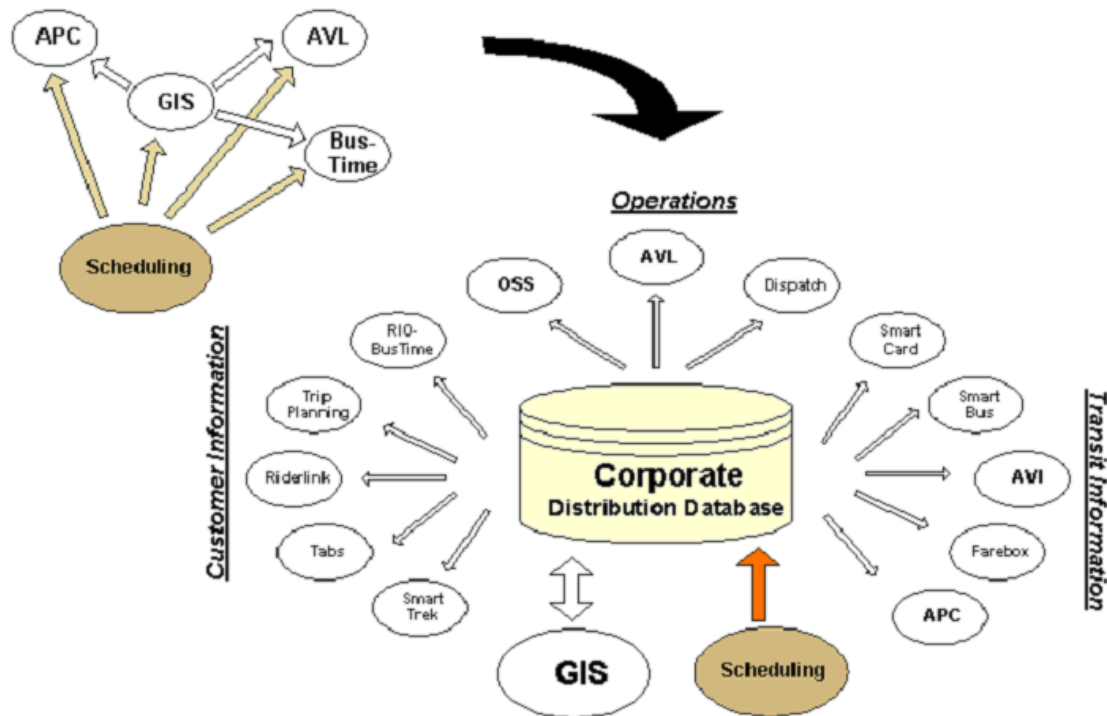 APC
AVL
GIS
Bus-
Time
Scheduling
Operations
AVL
OSS
Dispatch
RIO-
BusTime
Smart
Card
Customer Information
Trip
Planning
Smart
Bus
Transit Information
Riderlink
Corporate
Distribution Database
AVI
Tabs
Farebox
Smart
Trek
APC
GIS
Scheduling